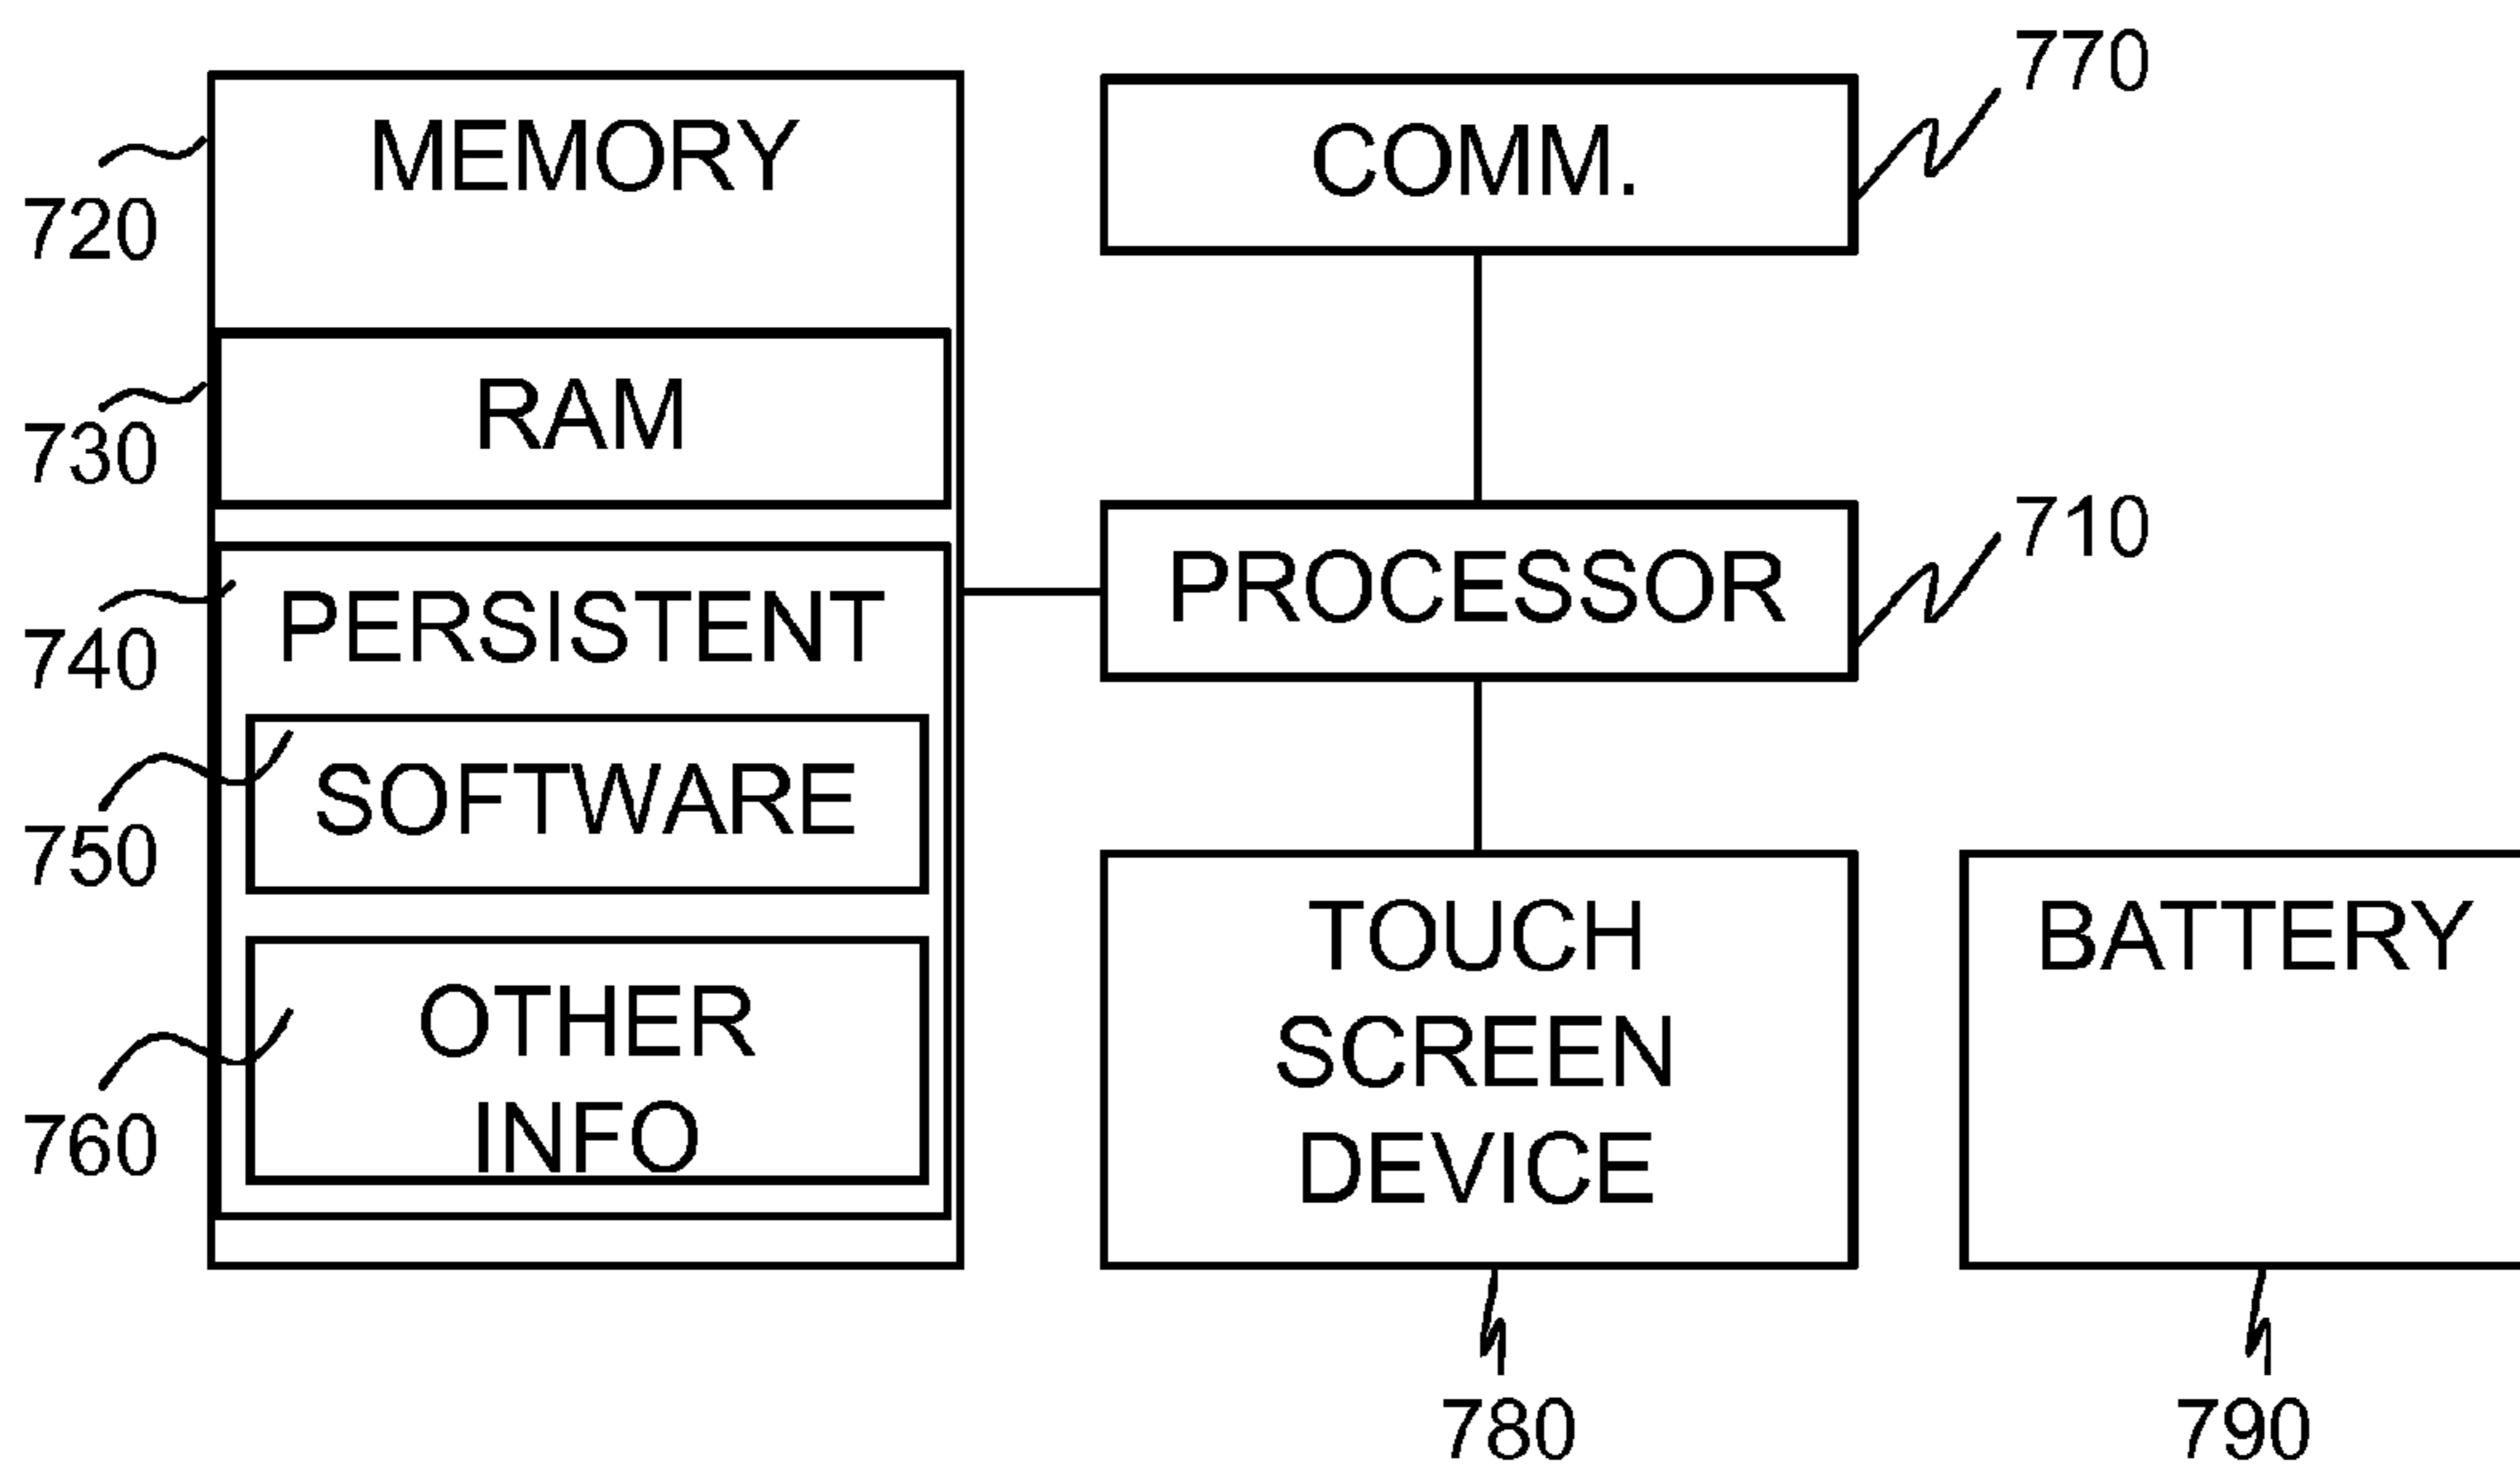 770
MEMORY
COMM.
720
RAM
730
710
PROCESSOR
PERSISTENT
740
SOFTWARE
750
TOUCH
SCREEN
DEVICE
BATTERY
OTHER
INFO
760
780
790